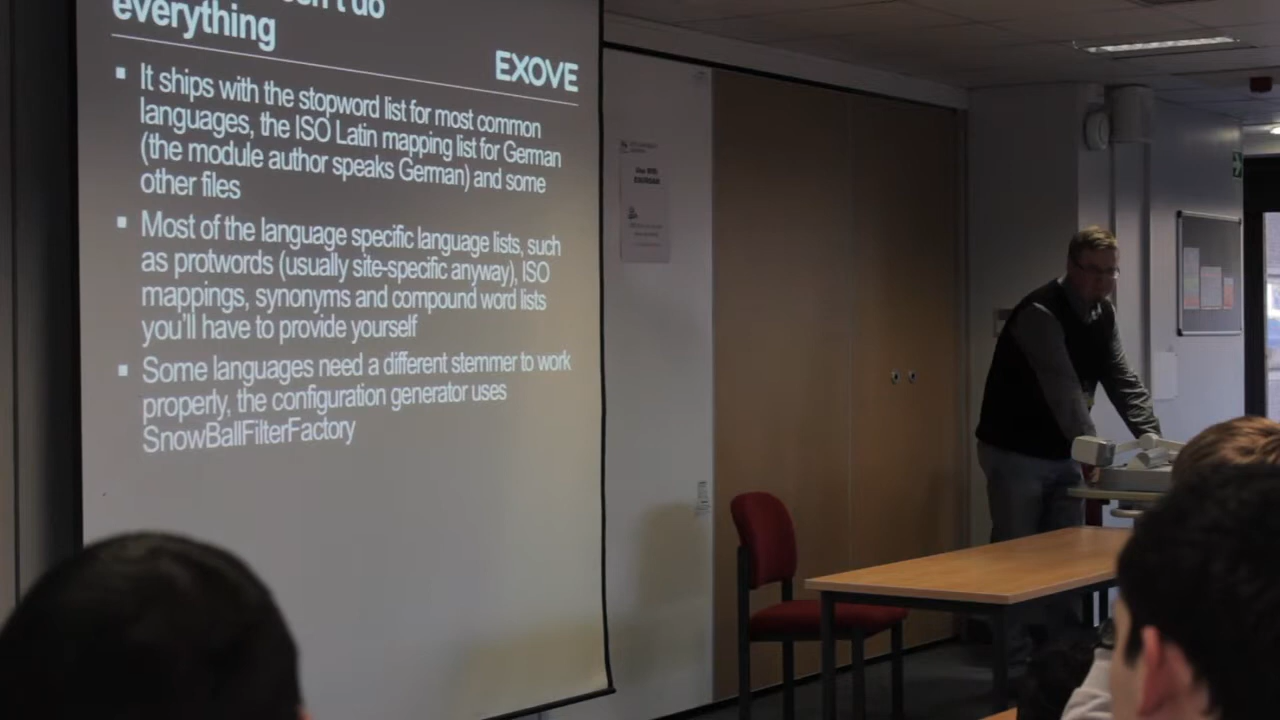 do
everything
EXOVE
It ships with the stopword list for most common
languages, the ISO Latin mapping list for German
(the module author speaks German) and some
other files
Most of the language specific language lists, such
as protwords (usually site-specific anyway), ISO
mappings, synonyms and compound word lists
you'll have to provide yourself
Some languages need a different stemmer to work
properly, the configuration generator uses
SnowBallFilterFactory